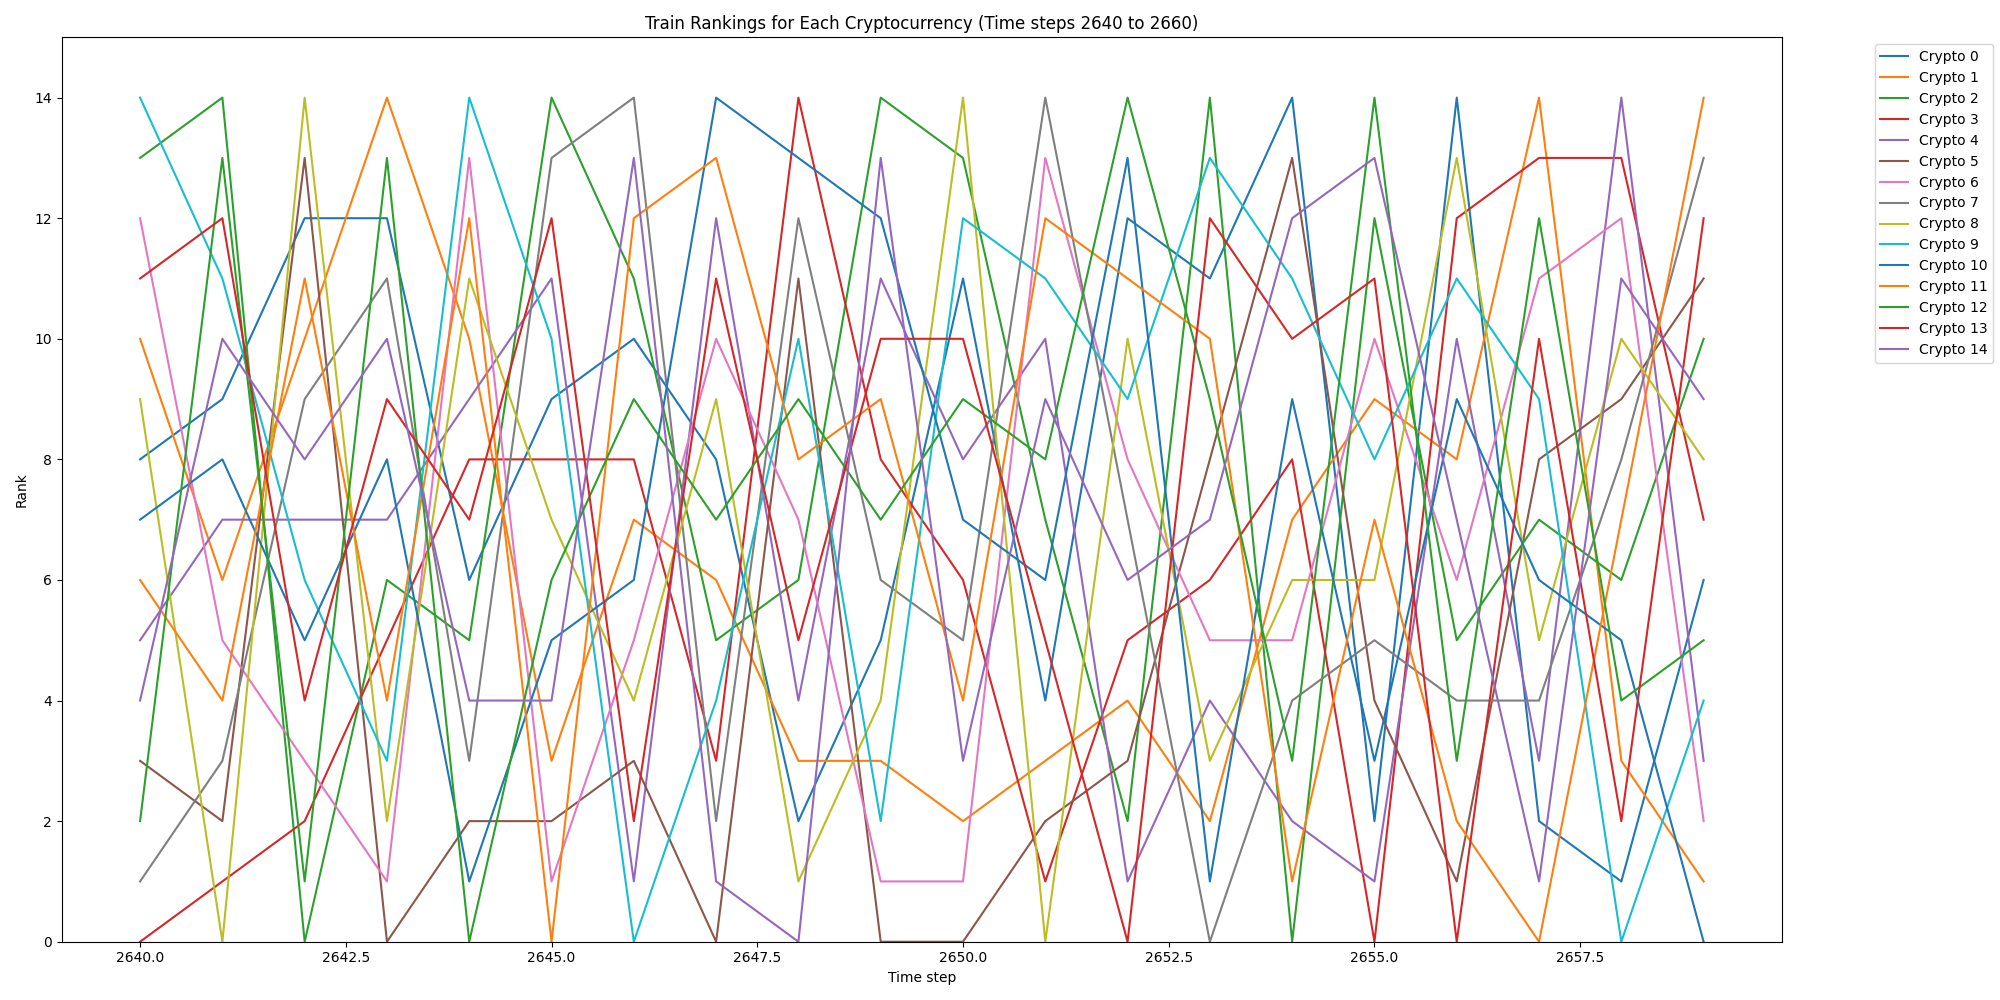 Train Rankings for Each Cryptocurrency (Time steps 2640 to 2660)
14
12
10
8
6
4
2
0
Rank
2640.0
2642.5
2645.0
2647.5
2650.0
2652.5
2655.0
2657.5
Time step
Crypto 0
Crypto 1
Crypto 2
Crypto 3
Crypto 4
Crypto 5
Crypto 6
Crypto 7
Crypto 8
Crypto 9
Crypto 10
Crypto 11
Crypto 12
Crypto 13
Crypto 14